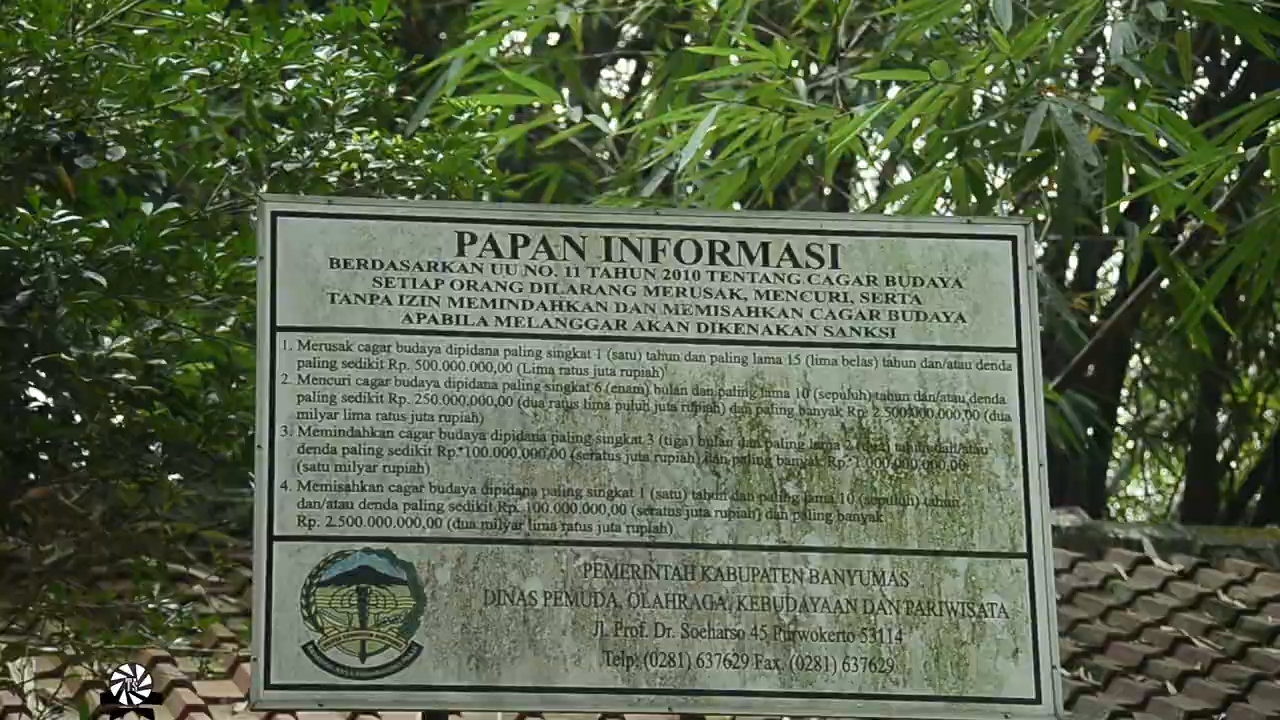 PAPAN INFORMASI
BERDASARKAN UU NO. 11 TAHUN 2010 TENTANG CAGAR BUDAYA
SETIAP ORANG DILARANG MERUSAK, MENCURI, SERTA
TANPA IZIN MEMINDAHKAN DAN MEMISAHKAN CAGAR BUDAYA
APABILA MELANGGAR AKAN DIKENAKAN SANKSI
1. Merusak cagar budaya dipidana paling singkat 1 (satu) tahun dan paling lama 15 (lima belas) tahun dan/atau denda
paling sedikit Rp. 500.000.000,00 (Lima ratus juta rupiah)
2. Mencuri cagar budaya dipidana paling singkat 6 (enam) bulan dan paling lama 10 (sepuluh) tahun dan/atau denda
paling sedikit Rp. 250.000.000,00 (dua ratus lima puluh juta rupiah) dan paling banyak Rp. 2.500.000.000,00 (dua
milyar lima ratus juta rupiah)
3. Memindahkan cagar budaya dipidana paling singkat 3 (tiga) bulan dan paling lama 2 (dua) tahun dan/atau
denda paling sedikit Rp. 100.000.000,00 (seratus juta rupiah) dan paling banyak Rp. 1.000.000.000,00
(satu milyar rupiah)
4. Memisahkan cagar budaya dipidana paling singkat 1 (satu) tahun dan paling lama 10 (sepuluh) tahun
dan/atau denda paling sedikit Rp. 100.000.000,00 (seratus juta rupiah) dan paling banyak
Rp. 2.500.000.000,00 (dua milyar lima ratus juta rupiah)
PEMERINTAH KABUPATEN BANYUMAS
DINAS PEMUDA, OLAHRAGA, KEBUDAYAAN DAN PARIWISATA
Jl. Prof. Dr. Soeharso 45 Purwokerto 53114
Telp. (0281) 637629 Fax. (0281) 637629